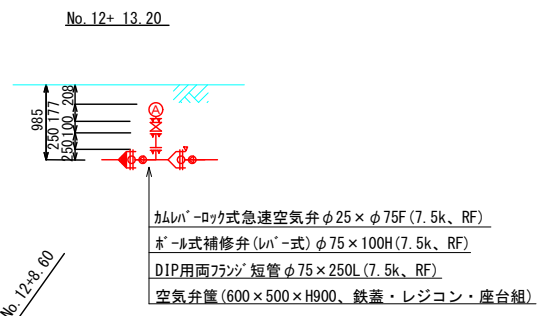 No. 12+ 13.20
985
208
177
100
250
250
A
カムレバーロック式急速空気弁φ25×φ75F(7.5k、RF)
ボール式補修弁(レバー式)φ75×100H(7.5k、RF)
DIP用両フランジ短管φ75×250L(7.5k、RF)
空気弁筺(600×500×H900、鉄蓋・レジコン・座台組)
No. 12+8.60